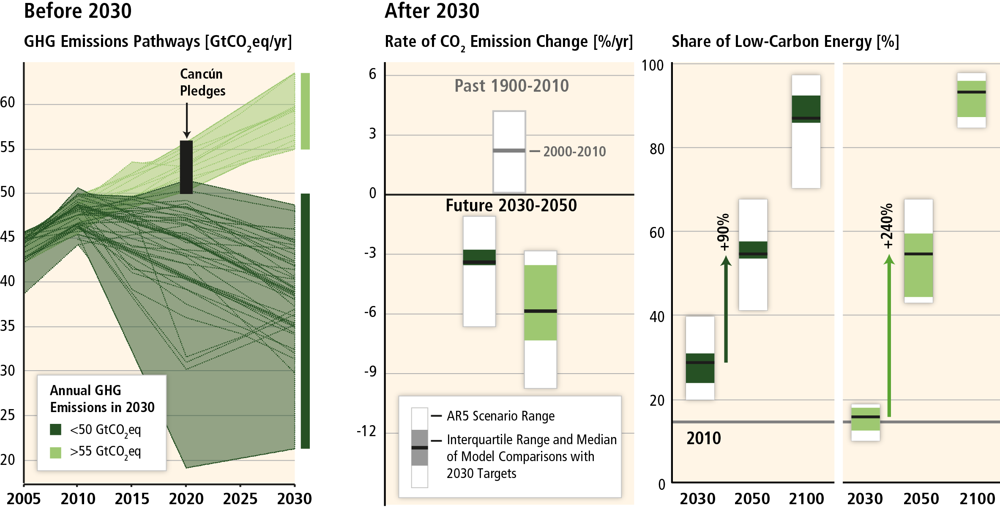 Before 2030
GHG Emissions Pathways [GtCO₂eq/yr]
Cancún
Pledges
60
55
50
45
40
35
30
25
20
Annual GHG
Emissions in 2030
<50 GtCO₂eq
>55 GtCO₂eq
2005 2010 2015 2020 2025 2030
After 2030
Rate of CO₂ Emission Change [%/yr]
6
3
0
-3
-6
-9
-12
Past 1900-2010
2000-2010
Future 2030-2050
AR5 Scenario Range
Interquartile Range and Median
of Model Comparisons with
2030 Targets
Share of Low-Carbon Energy [%]
100
80
60
40
20
0
+90%
+240%
2010
2030 2050 2100 2030 2050 2100